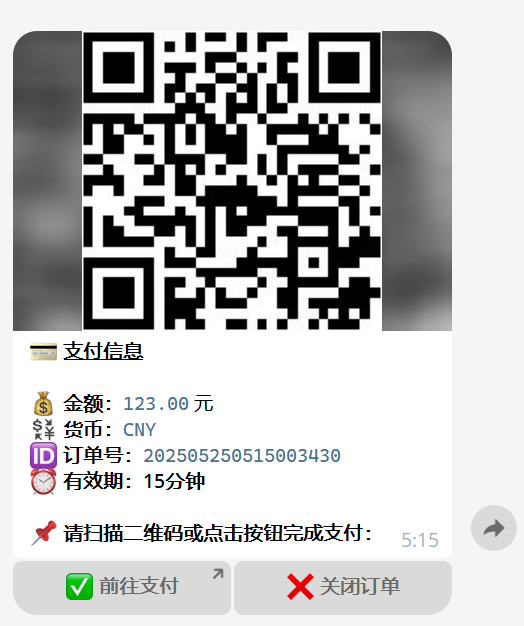 💳 支付信息
💰 金额：123.00 元
💱 货币：CNY
🆔 订单号：202505250515003430
⏰ 有效期：15分钟
📌 请扫描二维码或点击按钮完成支付：
5:15
✅ 前往支付
❌ 关闭订单